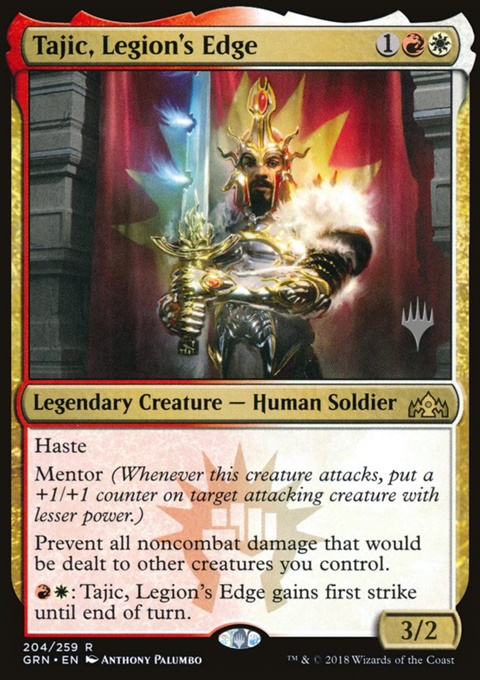 Tajic, Legion's Edge 1
Legendary Creature — Human Soldier
Haste
Mentor (Whenever this creature attacks, put a
+1/+1 counter on target attacking creature with
lesser power.)
Prevent all noncombat damage that would
be dealt to other creatures you control.
: Tajic, Legion's Edge gains first strike
until end of turn.
3/2
204/259 R
GRN • EN Anthony Palumbo
™ & © 2018 Wizards of the Coast